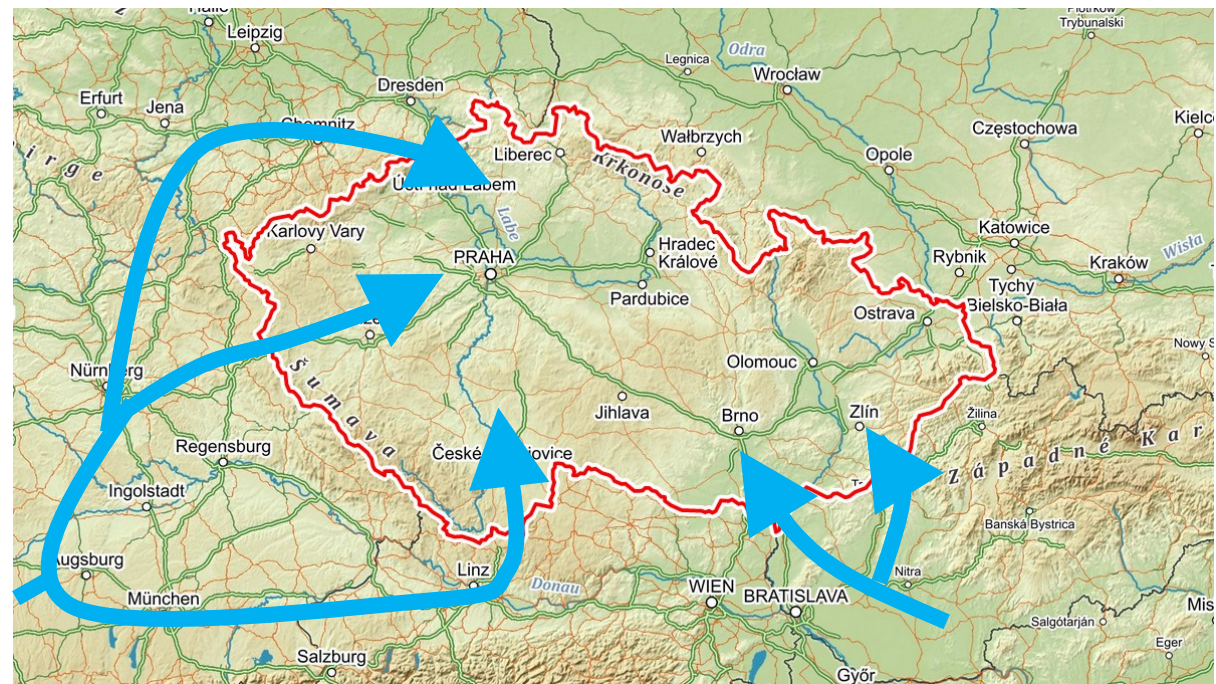 Halle
Leipzig
Piotrków
Trybunalski
Odra
Legnica
Wrocław
Dresden
Erfurt
Jena
Chemnitz
Kielce
Częstochowa
Wałbrzych
Opole
Liberec
Krkonoše
irge
Ústí nad Labem
Labe
Karlovy Vary
Katowice
Hradec
Králové
PRAHA
Rybnik
Wisła
Kraków
Tychy
Pardubice
Bielsko-Biała
Ostrava
Nowy S
Olomouc
Nürnberg
Šumava
Jihlava
Brno
Zlín
Žilina
Regensburg
České
ovice
Západné Kar
Ingolstadt
Banská Bystrica
Augsburg
Linz
Donau
Nitra
WIEN
BRATISLAVA
München
Mis
Salgótarján
Eger
Salzburg
Győr